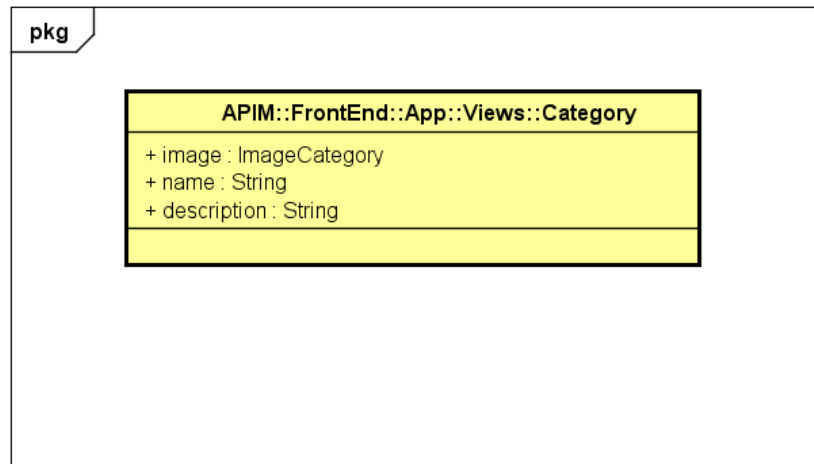 pkg
APIM::FrontEnd::App::Views::Category
+ image : ImageCategory
+ name : String
+ description : String